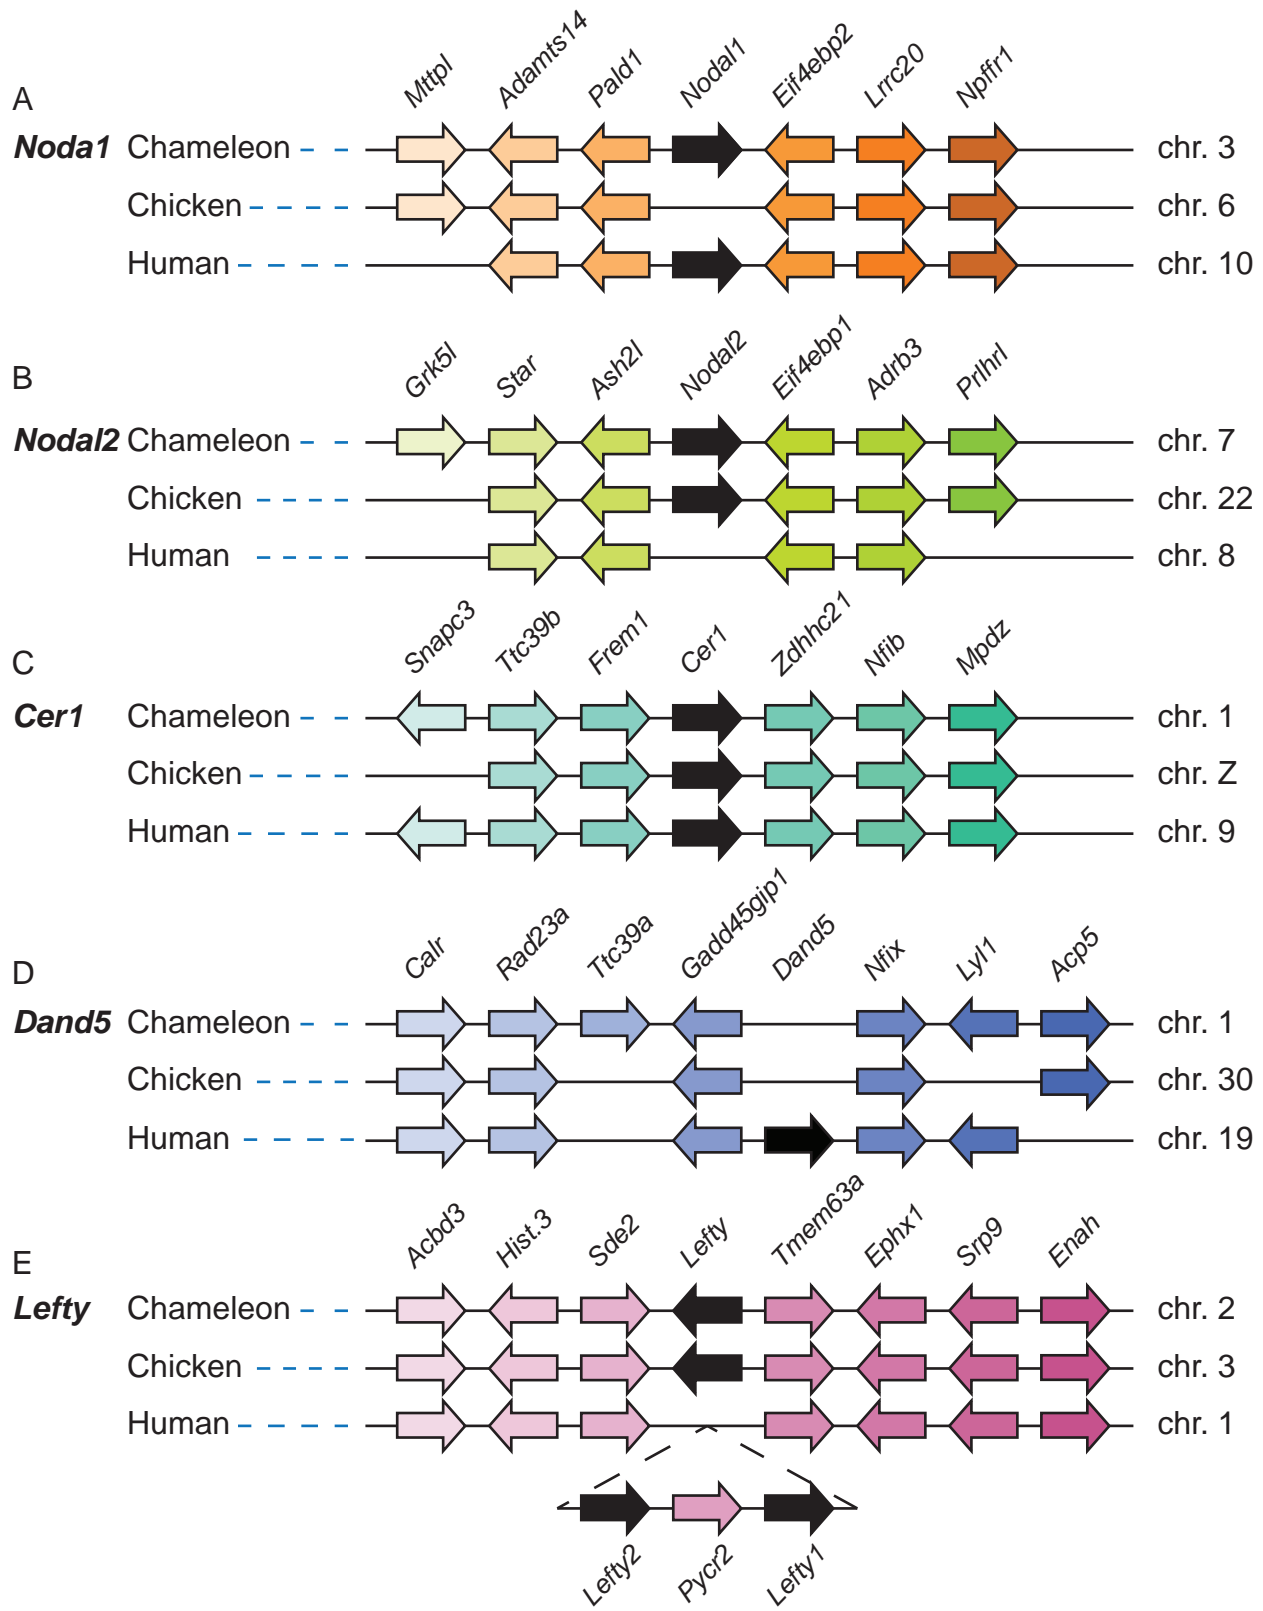 A
Mttpl Adamts14 Pald1 Nodal1 Eif4ebp2 Lrrc20 Npffr1
Noda1 Chameleon chr. 3
Chicken chr. 6
Human chr. 10
B
Grk5l Star Ash2l Nodal2 Eif4ebp1 Adrb3 Prlhrl
Nodal2 Chameleon chr. 7
Chicken chr. 22
Human chr. 8
C
Snapc3 Ttc39b Frem1 Cer1 Zdhhc21 Nfib Mpdz
Cer1 Chameleon chr. 1
Chicken chr. Z
Human chr. 9
D
Calr Rad23a Ttc39a Gadd45gip1 Dand5 Nfix Lyl1 Acp5
Dand5 Chameleon chr. 1
Chicken chr. 30
Human chr. 19
E
Acbd3 Hist.3 Sde2 Lefty Tmem63a Ephx1 Srp9 Enah
Lefty Chameleon chr. 2
Chicken chr. 3
Human chr. 1
Lefty2 Pycr2 Lefty1